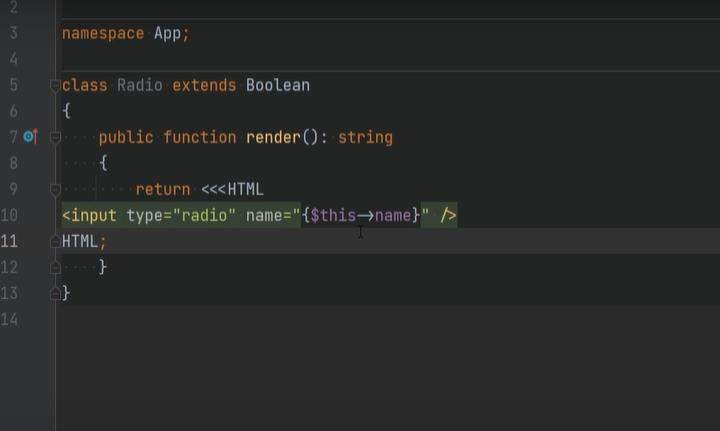 2
3 namespace App;
4
5 class Radio extends Boolean
6 {
7 public function render(): string
8 {
9 return <<<HTML
10 <input type="radio" name="{$this->name}" />
11 HTML;
12 }
13 }
14